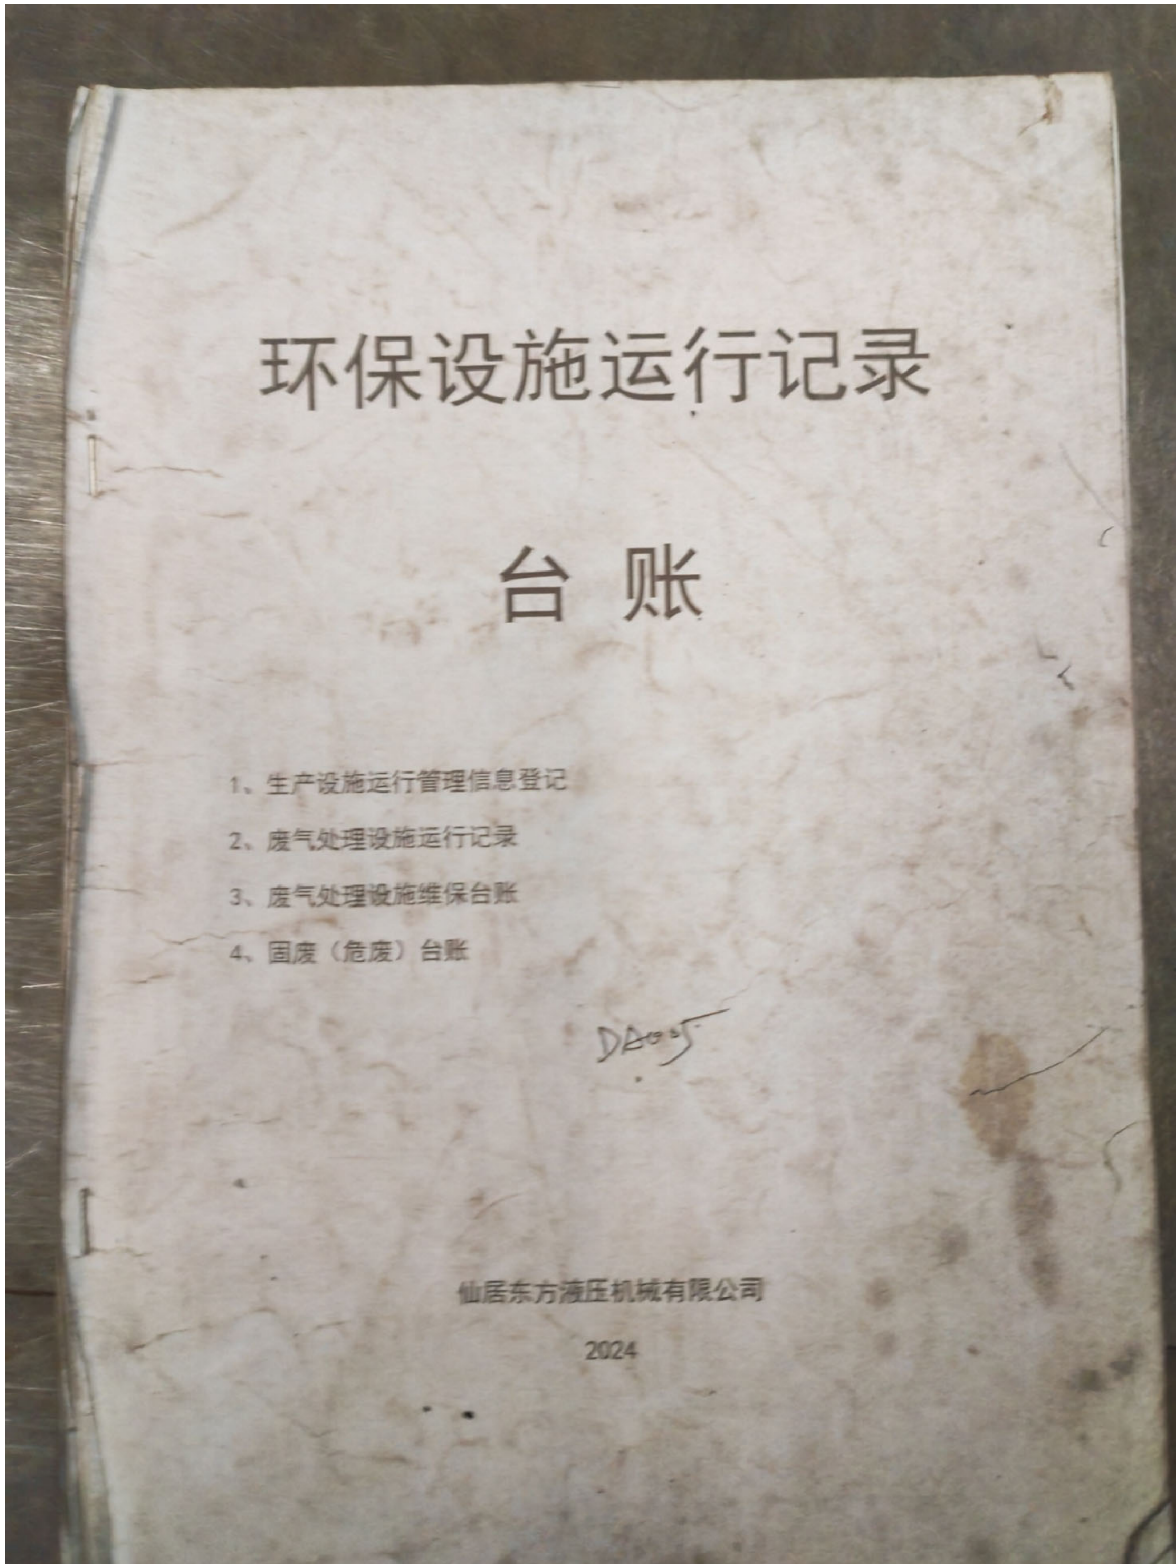 环保设施运行记录
台 账
1、生产设施运行管理信息登记
2、废气处理设施运行记录
3、废气处理设施维保台账
4、固废（危废）台账
DA005
仙居东方液压机械有限公司
2024